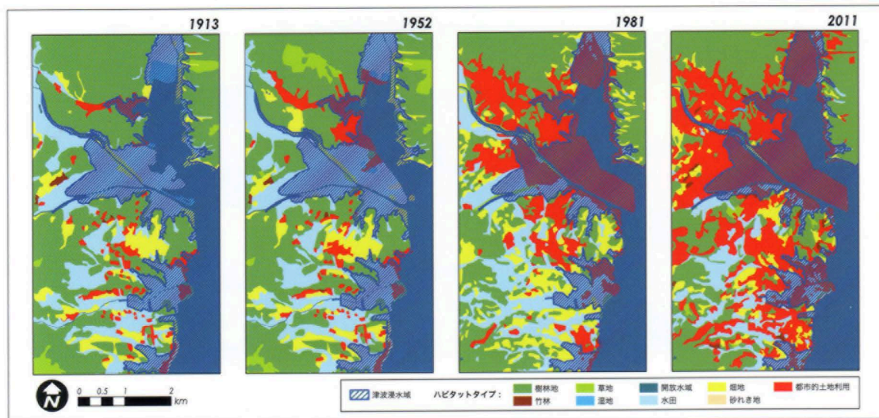 1913
1952
1981
2011
N
0 0.5 1 2
km
津波浸水域
ハビタットタイプ：
樹林地
草地
開放水域
畑地
都市的土地利用
竹林
湿地
水田
砂れき地